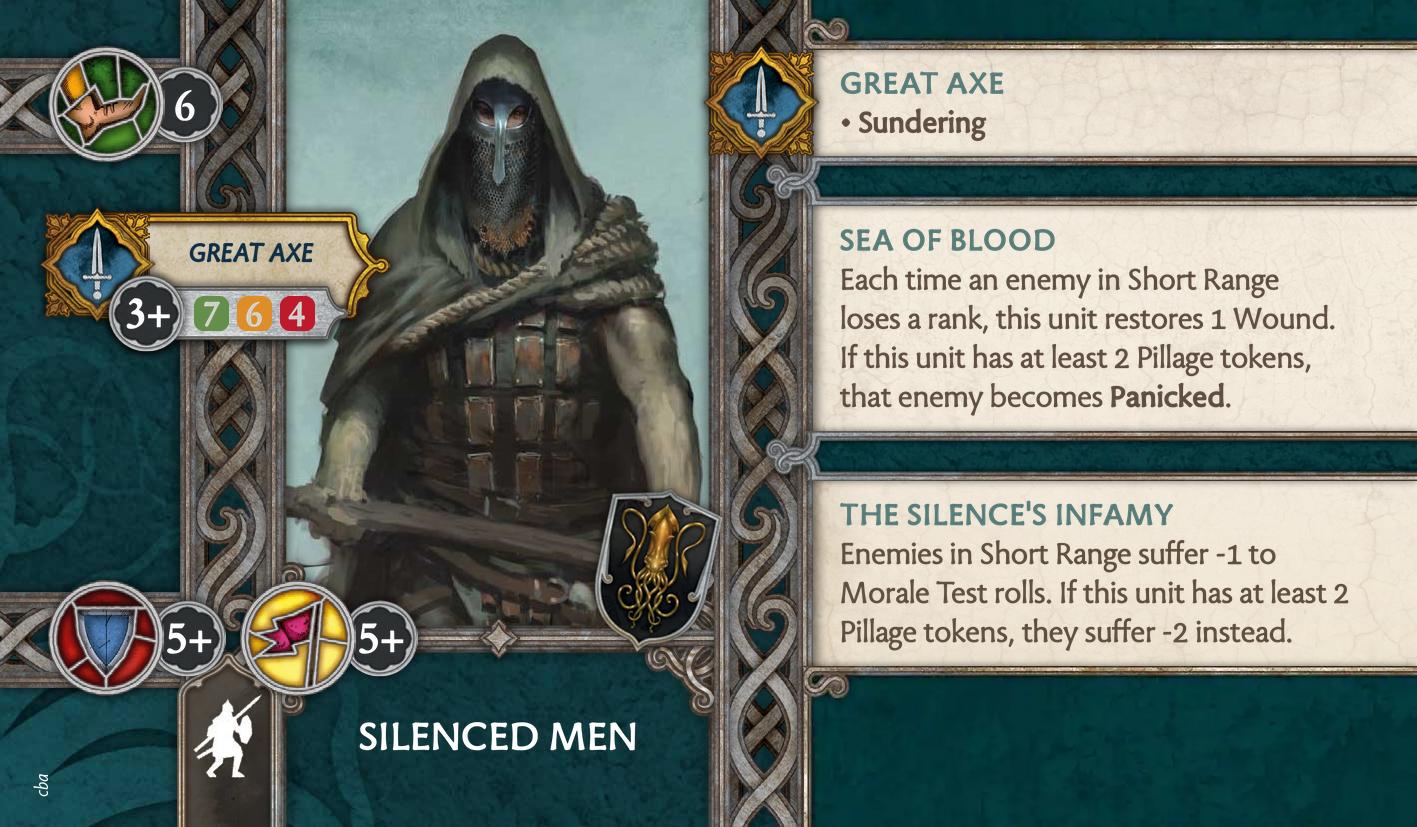 6
GREAT AXE
3+ 7 6 4
5+ 5+
SILENCED MEN
cba
GREAT AXE
• Sundering
SEA OF BLOOD
Each time an enemy in Short Range
loses a rank, this unit restores 1 Wound.
If this unit has at least 2 Pillage tokens,
that enemy becomes Panicked.
THE SILENCE'S INFAMY
Enemies in Short Range suffer -1 to
Morale Test rolls. If this unit has at least 2
Pillage tokens, they suffer -2 instead.